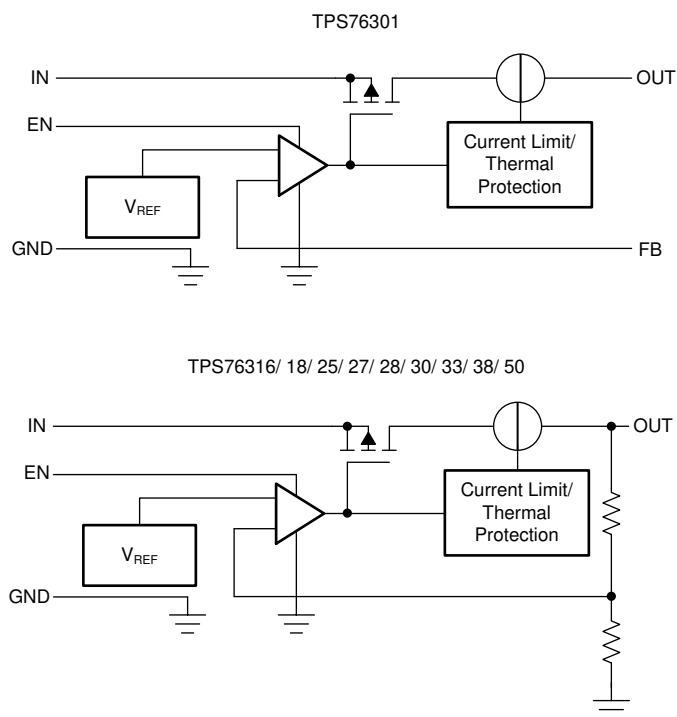 TPS76301
IN
OUT
EN
Current Limit/
Thermal
Protection
VREF
GND
FB
TPS76316/ 18/ 25/ 27/ 28/ 30/ 33/ 38/ 50
IN
OUT
EN
Current Limit/
Thermal
Protection
VREF
GND